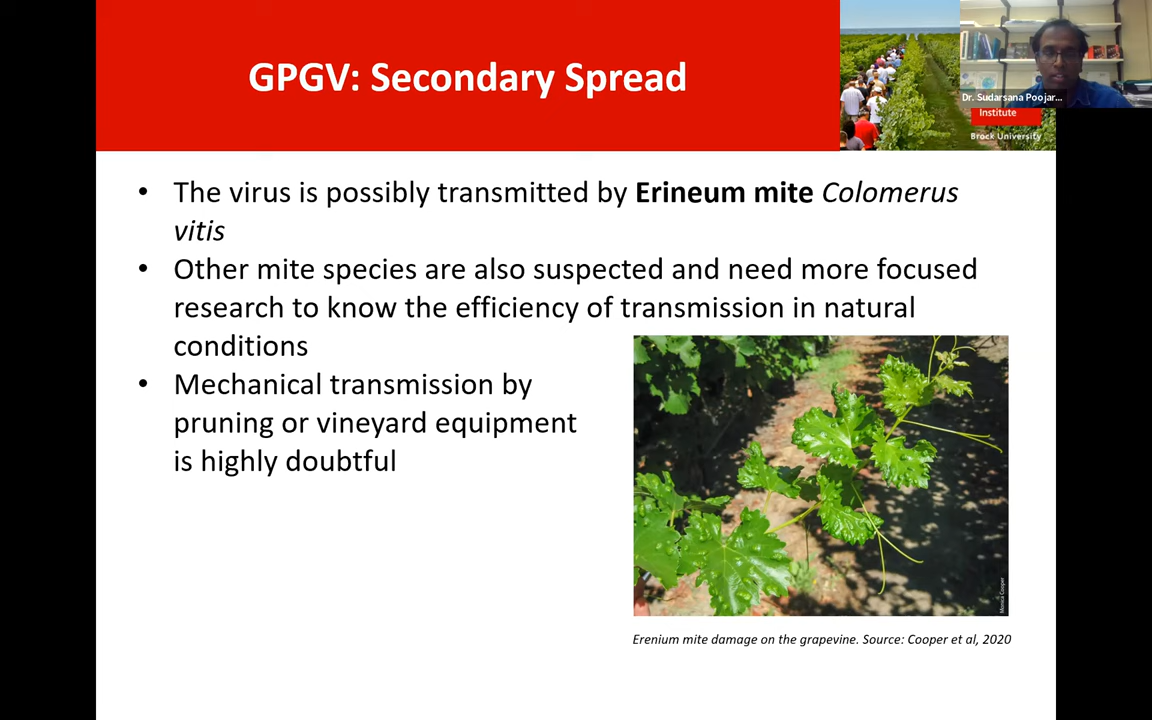 GPGV: Secondary Spread
Dr. Sudarsana Poojar...
Institute
Brock University
• The virus is possibly transmitted by Erineum mite Colomerus
vitis
• Other mite species are also suspected and need more focused
research to know the efficiency of transmission in natural
conditions
• Mechanical transmission by
pruning or vineyard equipment
is highly doubtful
Monica Cooper
Erenium mite damage on the grapevine. Source: Cooper et al, 2020